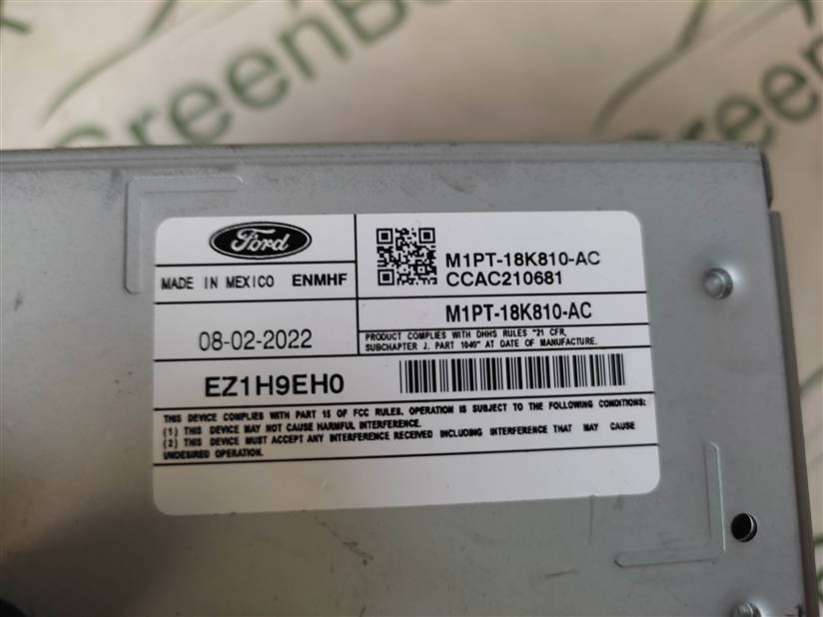 GreenBa
Ford
MADE IN MEXICO ENMHF
M1PT-18K810-AC
CCAC210681
M1PT-18K810-AC
08-02-2022
PRODUCT COMPLIES WITH DHHS RULES "21 CFR,
SUBCHAPTER J. PART 1040" AT DATE OF MANUFACTURE.
EZ1H9EH0
THIS DEVICE COMPLIES WITH PART 15 OF FCC RULES. OPERATION IS SUBJECT TO THE FOLLOWING CONDITIONS:
(1) THIS DEVICE MAY NOT CAUSE HARMFUL INTERFERENCE.
(2) THIS DEVICE MUST ACCEPT ANY INTERFERENCE RECEIVED INCLUDING INTERFERENCE THAT MAY CAUSE
UNDESIRED OPERATION.